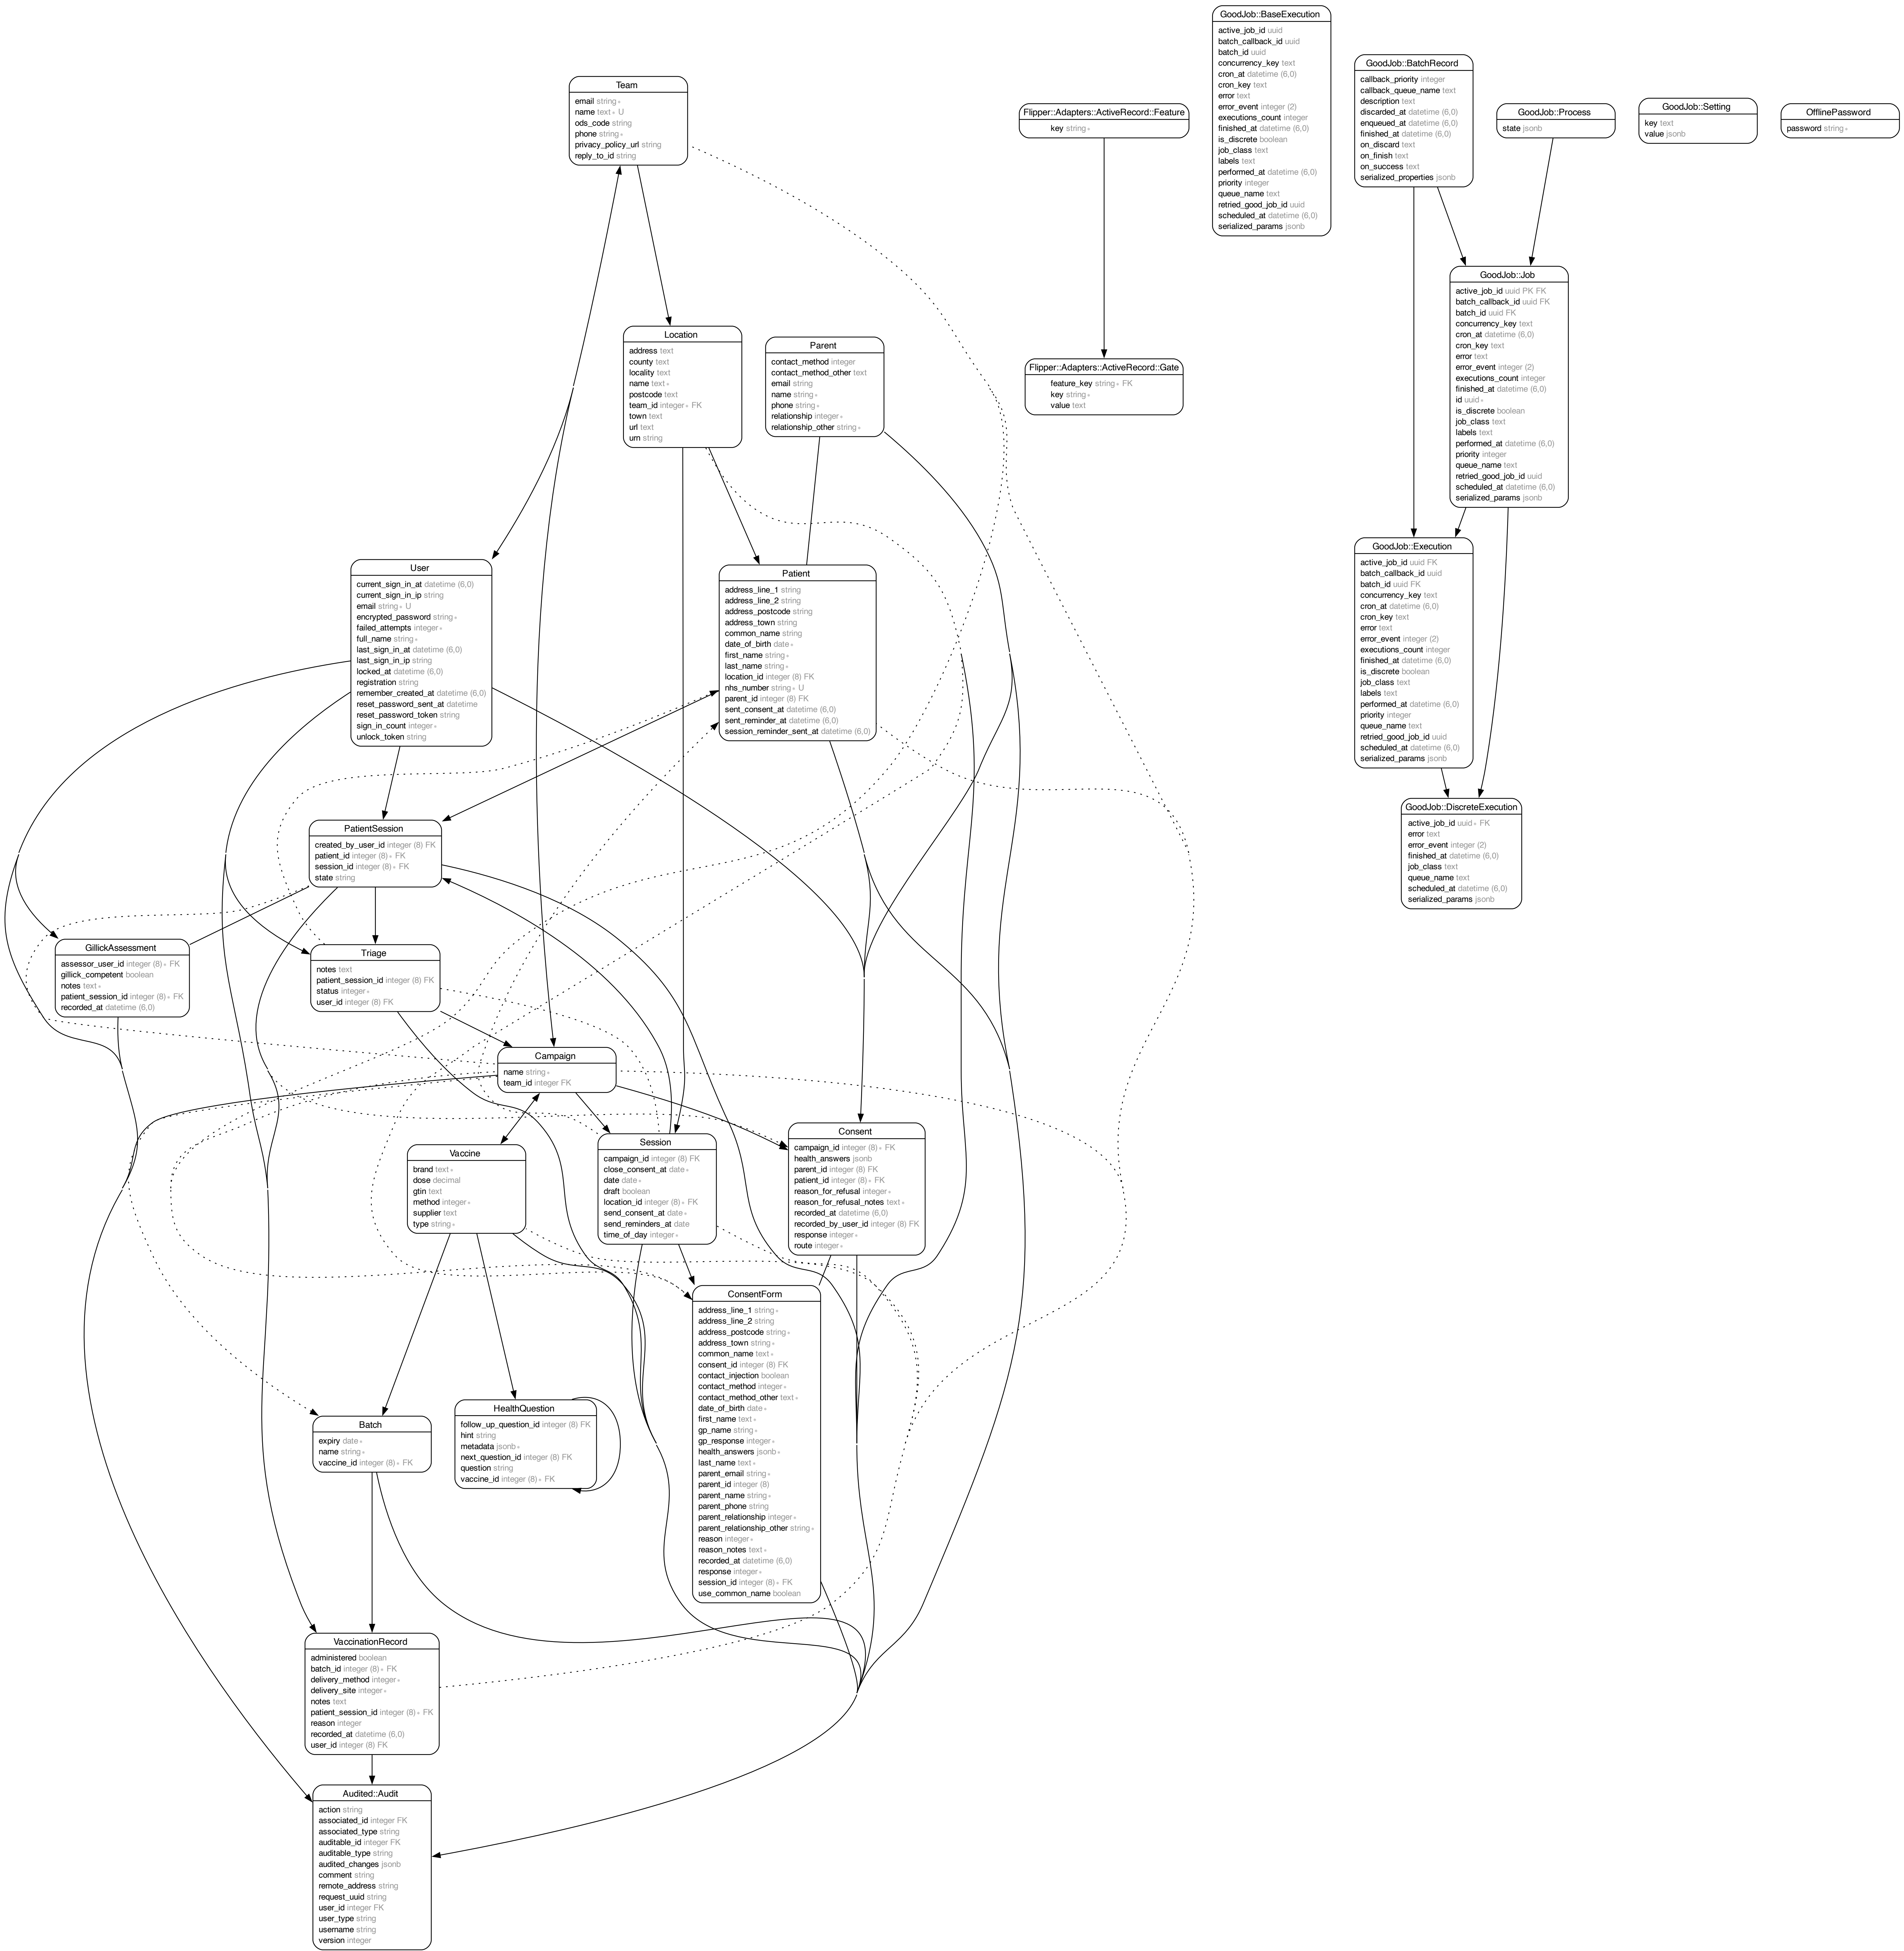 GoodJob::BaseExecution
active_job_id uuid
batch_callback_id uuid
batch_id uuid
concurrency_key text
cron_at datetime (6,0)
cron_key text
error text
error_event integer (2)
executions_count integer
finished_at datetime (6,0)
is_discrete boolean
job_class text
labels text
performed_at datetime (6,0)
priority integer
queue_name text
retried_good_job_id uuid
scheduled_at datetime (6,0)
serialized_params jsonb
GoodJob::BatchRecord
callback_priority integer
callback_queue_name text
description text
discarded_at datetime (6,0)
enqueued_at datetime (6,0)
finished_at datetime (6,0)
on_discard text
on_finish text
on_success text
serialized_properties jsonb
Team
email string∗
name text∗ U
ods_code string
phone string∗
privacy_policy_url string
reply_to_id string
Flipper::Adapters::ActiveRecord::Feature
key string∗
GoodJob::Process
state jsonb
GoodJob::Setting
key text
value jsonb
OfflinePassword
password string∗
GoodJob::Job
active_job_id uuid PK FK
batch_callback_id uuid FK
batch_id uuid FK
concurrency_key text
cron_at datetime (6,0)
cron_key text
error text
error_event integer (2)
executions_count integer
finished_at datetime (6,0)
id uuid∗
is_discrete boolean
job_class text
labels text
performed_at datetime (6,0)
priority integer
queue_name text
retried_good_job_id uuid
scheduled_at datetime (6,0)
serialized_params jsonb
Location
address text
county text
locality text
name text∗
postcode text
team_id integer∗ FK
town text
url text
urn string
Parent
contact_method integer
contact_method_other text
email string
name string∗
phone string∗
relationship integer∗
relationship_other string∗
Flipper::Adapters::ActiveRecord::Gate
feature_key string∗ FK
key string∗
value text
GoodJob::Execution
active_job_id uuid FK
batch_callback_id uuid
batch_id uuid FK
concurrency_key text
cron_at datetime (6,0)
cron_key text
error text
error_event integer (2)
executions_count integer
finished_at datetime (6,0)
is_discrete boolean
job_class text
labels text
performed_at datetime (6,0)
priority integer
queue_name text
retried_good_job_id uuid
scheduled_at datetime (6,0)
serialized_params jsonb
User
current_sign_in_at datetime (6,0)
current_sign_in_ip string
email string∗ U
encrypted_password string∗
failed_attempts integer∗
full_name string∗
last_sign_in_at datetime (6,0)
last_sign_in_ip string
locked_at datetime (6,0)
registration string
remember_created_at datetime (6,0)
reset_password_sent_at datetime
reset_password_token string
sign_in_count integer∗
unlock_token string
Patient
address_line_1 string
address_line_2 string
address_postcode string
address_town string
common_name string
date_of_birth date∗
first_name string∗
last_name string∗
location_id integer (8) FK
nhs_number string∗ U
parent_id integer (8) FK
sent_consent_at datetime (6,0)
sent_reminder_at datetime (6,0)
session_reminder_sent_at datetime (6,0)
GoodJob::DiscreteExecution
active_job_id uuid∗ FK
error text
error_event integer (2)
finished_at datetime (6,0)
job_class text
queue_name text
scheduled_at datetime (6,0)
serialized_params jsonb
PatientSession
created_by_user_id integer (8) FK
patient_id integer (8)∗ FK
session_id integer (8)∗ FK
state string
GillickAssessment
assessor_user_id integer (8)∗ FK
gillick_competent boolean
notes text∗
patient_session_id integer (8)∗ FK
recorded_at datetime (6,0)
Triage
notes text
patient_session_id integer (8) FK
status integer∗
user_id integer (8) FK
Campaign
name string∗
team_id integer FK
Vaccine
brand text∗
dose decimal
gtin text
method integer∗
supplier text
type string∗
Session
campaign_id integer (8) FK
close_consent_at date∗
date date∗
draft boolean
location_id integer (8) FK
send_consent_at date∗
send_reminders_at date
time_of_day integer∗
Consent
campaign_id integer (8)∗ FK
health_answers jsonb
parent_id integer (8) FK
patient_id integer (8)∗ FK
reason_for_refusal integer∗
reason_for_refusal_notes text∗
recorded_at datetime (6,0)
recorded_by_user_id integer (8) FK
response integer∗
route integer∗
ConsentForm
address_line_1 string∗
address_line_2 string
address_postcode string∗
address_town string∗
common_name text∗
consent_id integer (8) FK
contact_injection boolean
contact_method integer∗
contact_method_other text∗
date_of_birth date∗
first_name text∗
gp_name string∗
gp_response integer∗
health_answers jsonb∗
last_name text∗
parent_email string∗
parent_id integer (8)
parent_name string∗
parent_phone string
parent_relationship integer∗
parent_relationship_other string∗
reason integer∗
reason_notes text∗
recorded_at datetime (6,0)
response integer∗
session_id integer (8)∗ FK
use_common_name boolean
Batch
expiry date∗
name string∗
vaccine_id integer (8)∗ FK
HealthQuestion
follow_up_question_id integer (8) FK
hint string
metadata jsonb∗
next_question_id integer (8) FK
question string
vaccine_id integer (8)∗ FK
VaccinationRecord
administered boolean
batch_id integer (8)∗ FK
delivery_method integer∗
delivery_site integer∗
notes text
patient_session_id integer (8)∗ FK
reason integer
recorded_at datetime (6,0)
user_id integer (8) FK
Audited::Audit
action string
associated_id integer FK
associated_type string
auditable_id integer FK
auditable_type string
audited_changes jsonb
comment string
remote_address string
request_uuid string
user_id integer FK
user_type string
username string
version integer